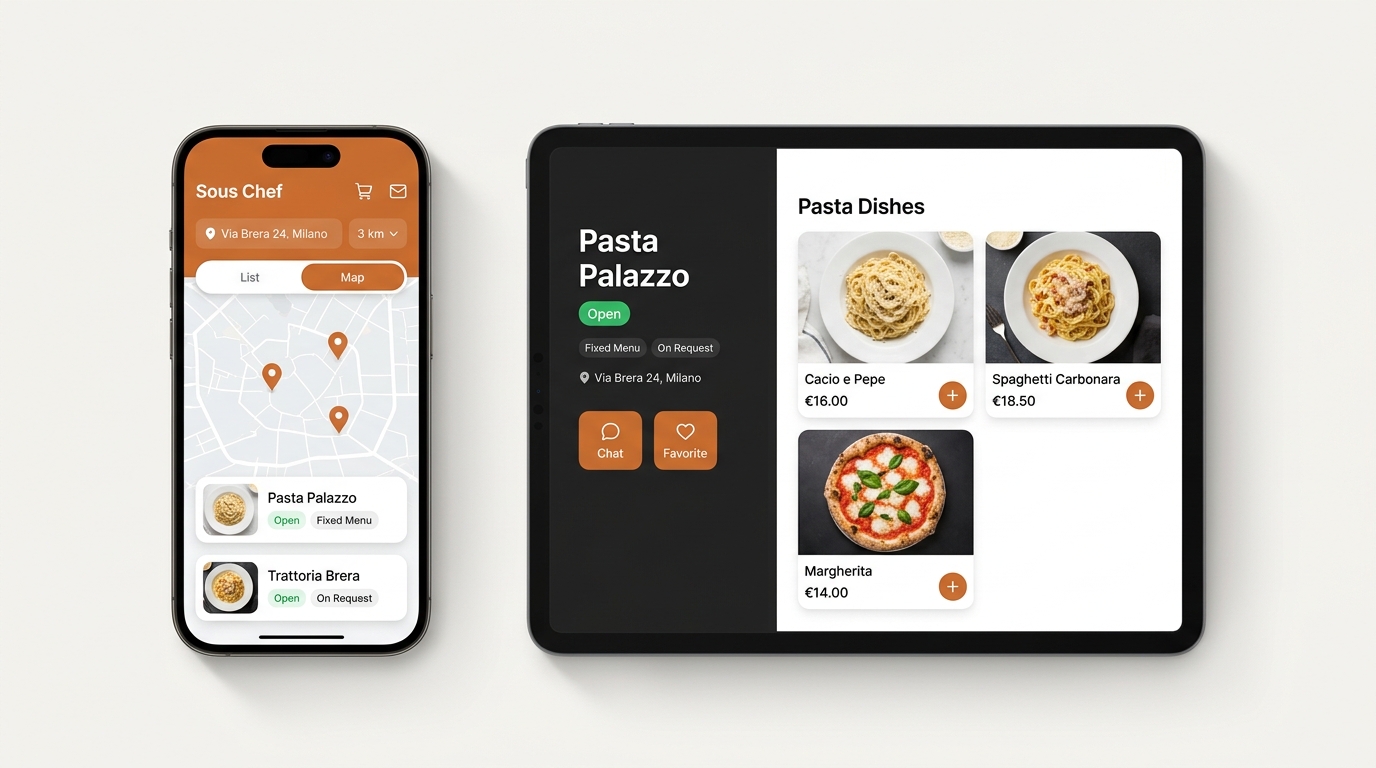 Sous Chef
Via Brera 24, Milano
3 km
List
Map
Pasta Palazzo
Open
Fixed Menu
Trattoria Brera
Open
On Request
Pasta
Palazzo
Open
Fixed Menu
On Request
Via Brera 24, Milano
Chat
Favorite
Pasta Dishes
Cacio e Pepe
€16.00
Spaghetti Carbonara
€18.50
Margherita
€14.00